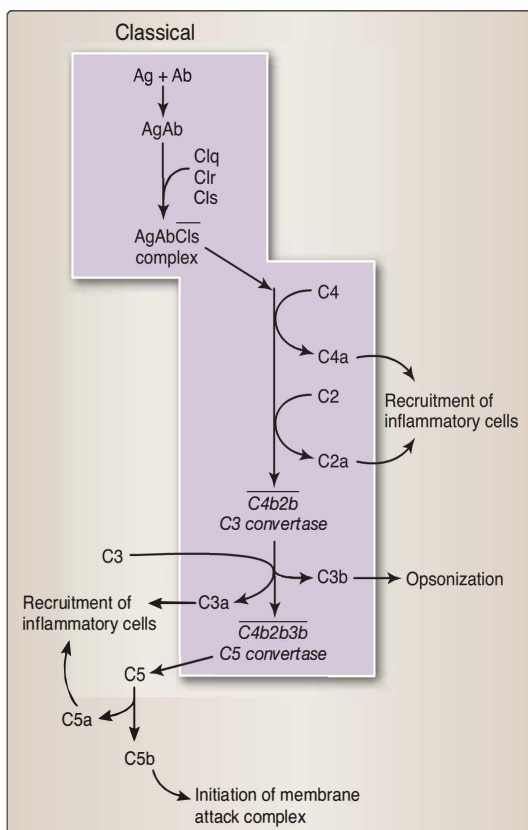 Classical
Ag + Ab
AgAb
Clq
Clr
Cls
AgAbCls
complex
C4
C4a
C2
Recruitment of
inflammatory cells
C2a
C4b2b
C3 convertase
C3
C3b
Opsonization
Recruitment of
inflammatory cells
C3a
C4b2b3b
C5 convertase
C5
C5a
C5b
Initiation of membrane
attack complex